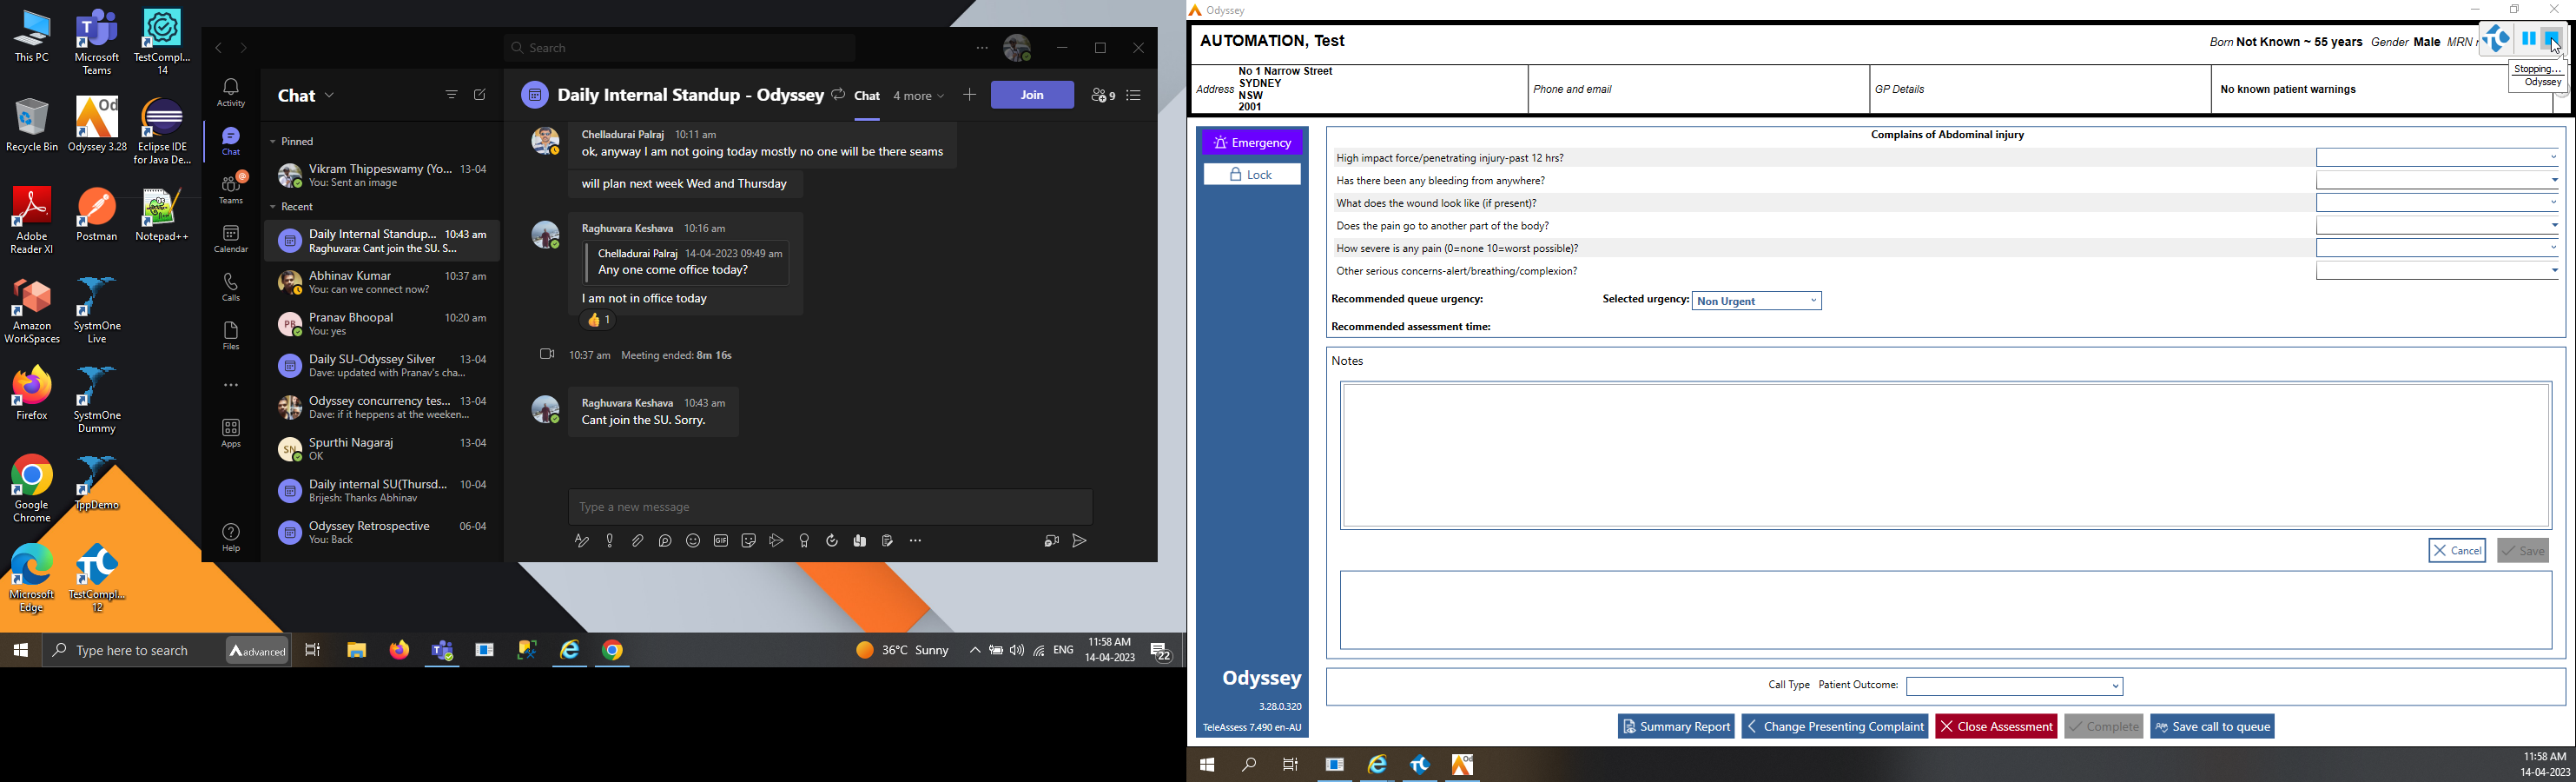 This PC
Microsoft
Teams
TestCompl...
14
Recycle Bin
Od
Odyssey 3.28
Eclipse IDE
for Java De...
Adobe
Reader XI
Postman
Notepad++
Amazon
WorkSpaces
SystmOne
Live
Firefox
SystmOne
Dummy
Google
Chrome
TppDemo
Microsoft
Edge
TestCompl...
12
Search
Activity
Chat
Teams
Calendar
Calls
Files
Apps
Help
Chat
Pinned
Vikram Thippeswamy (Yo... 13-04
You: Sent an image
Recent
Daily Internal Standup... 10:43 am
Raghuvara: Cant join the SU. S...
Abhinav Kumar 10:37 am
You: can we connect now?
PB
Pranav Bhoopal 10:20 am
You: yes
Daily SU-Odyssey Silver 13-04
Dave: updated with Pranav's cha...
Odyssey concurrency tes... 13-04
Dave: if it heppens at the weeken...
SN
Spurthi Nagaraj 13-04
OK
Daily internal SU(Thursd... 10-04
Brijesh: Thanks Abhinav
Odyssey Retrospective 06-04
You: Back
Daily Internal Standup - Odyssey Chat 4 more Join 9
Chelladurai Palraj 10:11 am
ok, anyway I am not going today mostly no one will be there seams
will plan next week Wed and Thursday
Raghuvara Keshava 10:16 am
Chelladurai Palraj 14-04-2023 09:49 am
Any one come office today?
I am not in office today
1
10:37 am Meeting ended: 8m 16s
Raghuvara Keshava 10:43 am
Cant join the SU. Sorry.
Type a new message
GIF
Type here to search
advanced
36°C Sunny
ENG
11:58 AM
14-04-2023
22
Odyssey
AUTOMATION, Test
Born Not Known ~ 55 years Gender Male MRN
Stopping...
Odyssey
Address
No 1 Narrow Street
SYDNEY
NSW
2001
Phone and email
GP Details
No known patient warnings
Emergency
Lock
Complains of Abdominal injury
High impact force/penetrating injury-past 12 hrs?
Has there been any bleeding from anywhere?
What does the wound look like (if present)?
Does the pain go to another part of the body?
How severe is any pain (0=none 10=worst possible)?
Other serious concerns-alert/breathing/complexion?
Recommended queue urgency: Selected urgency: Non Urgent
Recommended assessment time:
Notes
Cancel Save
Odyssey
3.28.0.320
TeleAssess 7.490 en-AU
Call Type Patient Outcome:
Summary Report Change Presenting Complaint Close Assessment Complete Save call to queue
Od
11:58 AM
14-04-2023